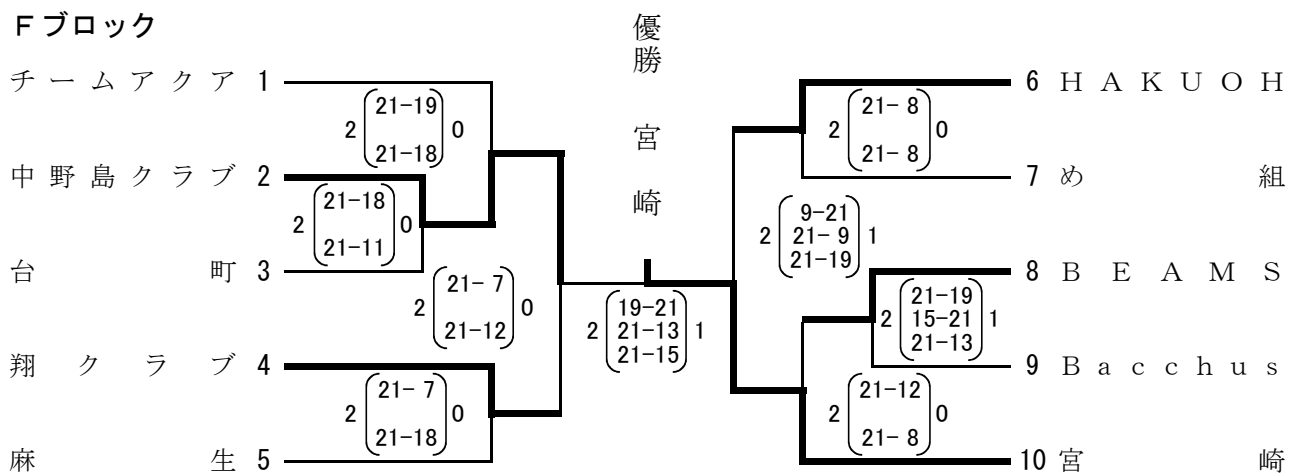 Ｆブロック
優勝 宮崎
チームアクア 1
2 21-19 0
21-18
中野島クラブ 2
2 21-18 0
21-11
台町 3
2 21-7 0
21-12
翔クラブ 4
2 21-7 0
21-18
麻生 5
19-21
2 21-13 1
21-15
6 ＨＡＫＵＯＨ
2 21-8 0
21-8
7 め組
9-21
2 21-9 1
21-19
8 ＢＥＡＭＳ
21-19
2 15-21 1
21-13
9 Ｂａｃｃｈｕｓ
2 21-12 0
21-8
10 宮崎